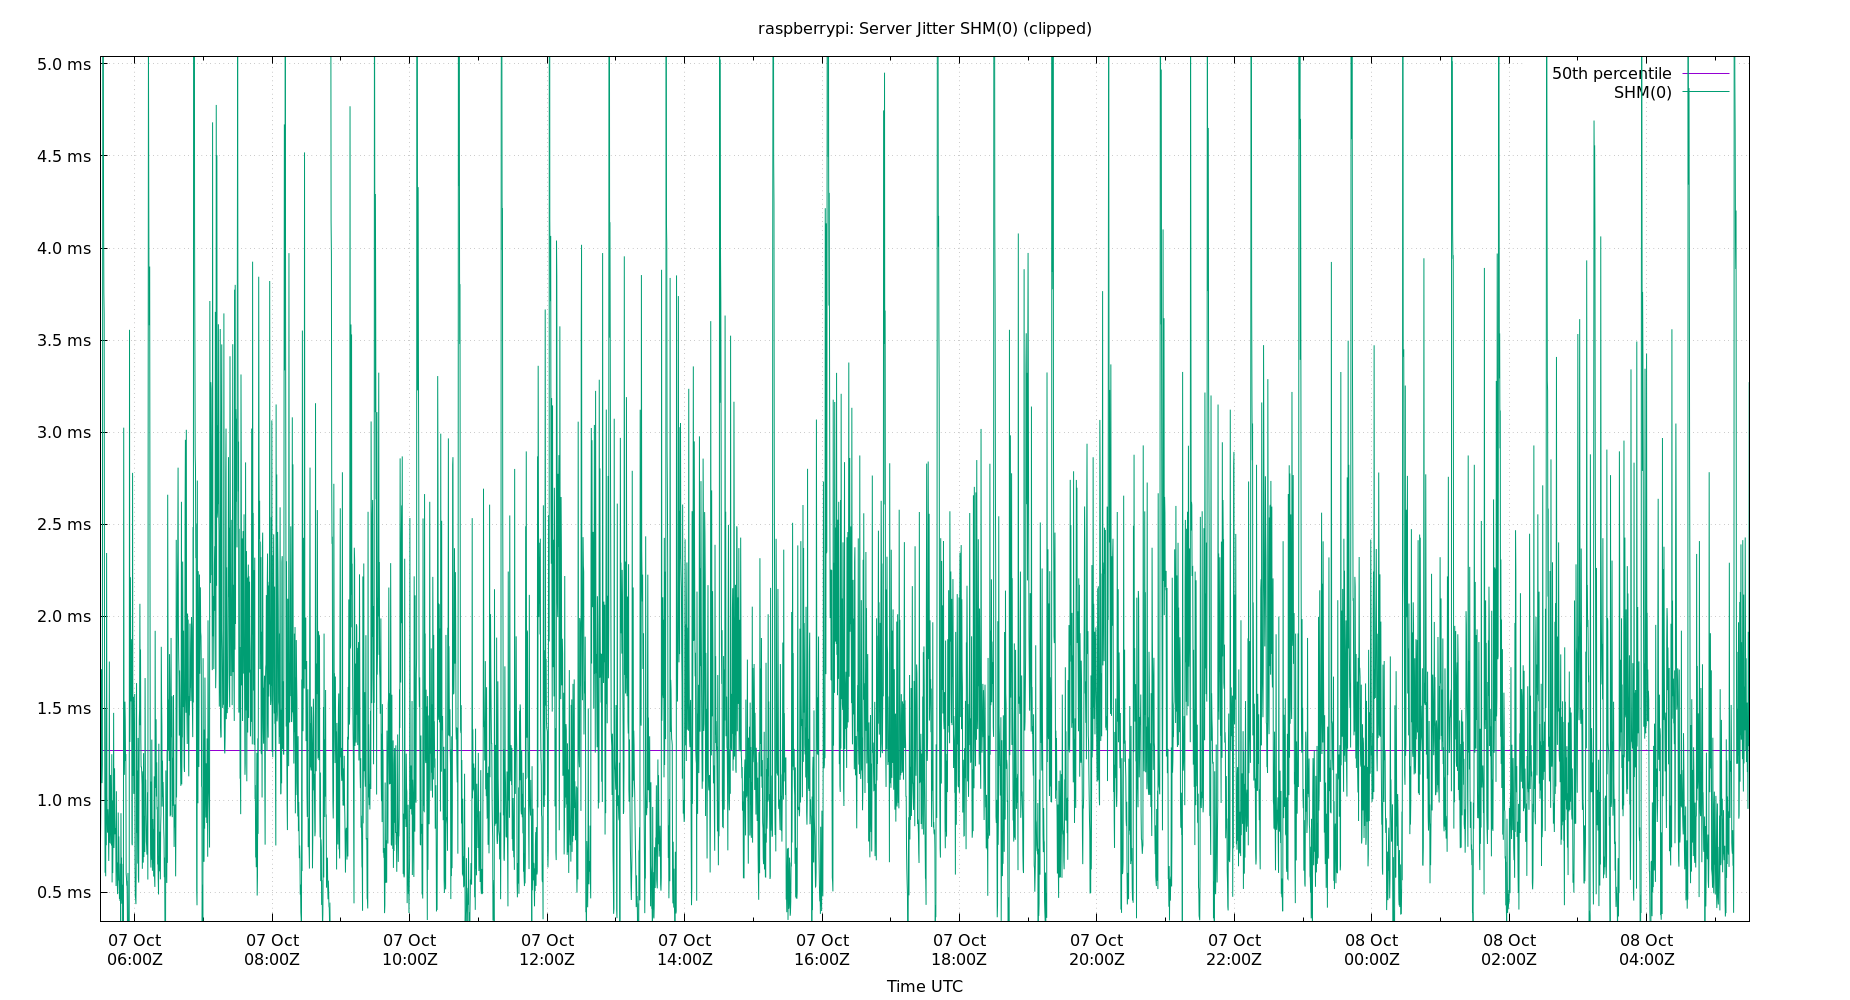 raspberrypi: Server Jitter SHM(0) (clipped)
50th percentile
SHM(0)
5.0 ms
4.5 ms
4.0 ms
3.5 ms
3.0 ms
2.5 ms
2.0 ms
1.5 ms
1.0 ms
0.5 ms
07 Oct 07 Oct 07 Oct 07 Oct 07 Oct 07 Oct 07 Oct 07 Oct 07 Oct 08 Oct 08 Oct 08 Oct
06:00Z 08:00Z 10:00Z 12:00Z 14:00Z 16:00Z 18:00Z 20:00Z 22:00Z 00:00Z 02:00Z 04:00Z
Time UTC